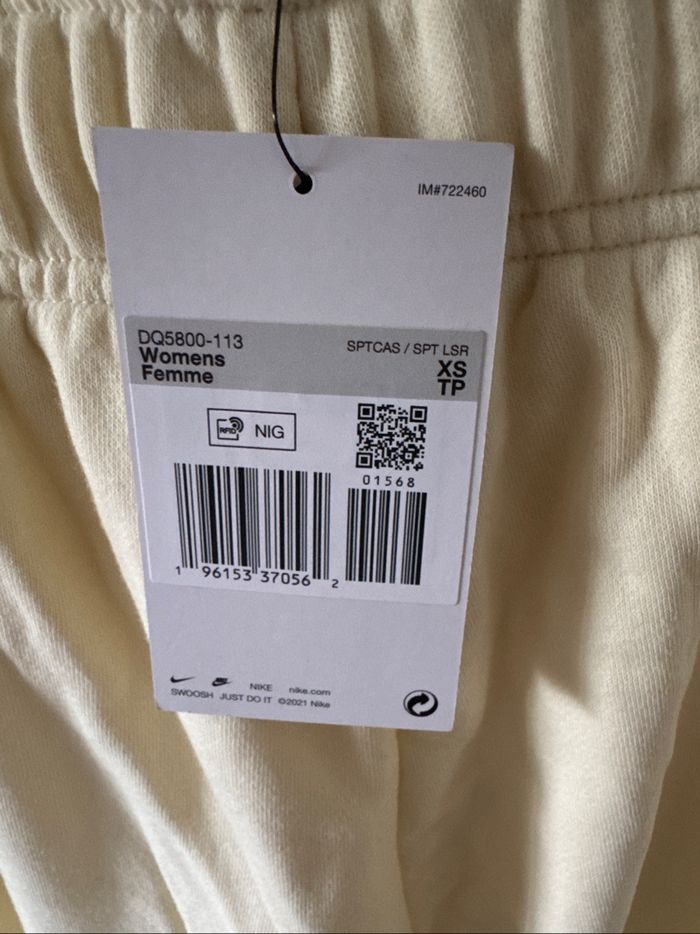 IM#722460
DQ5800-113
SPTCAS / SPT LSR
Womens
XS
Femme
TP
RFID NIG
01568
1 96153 37056 2
NIKE nike.com
SWOOSH JUST DO IT ©2021 Nike